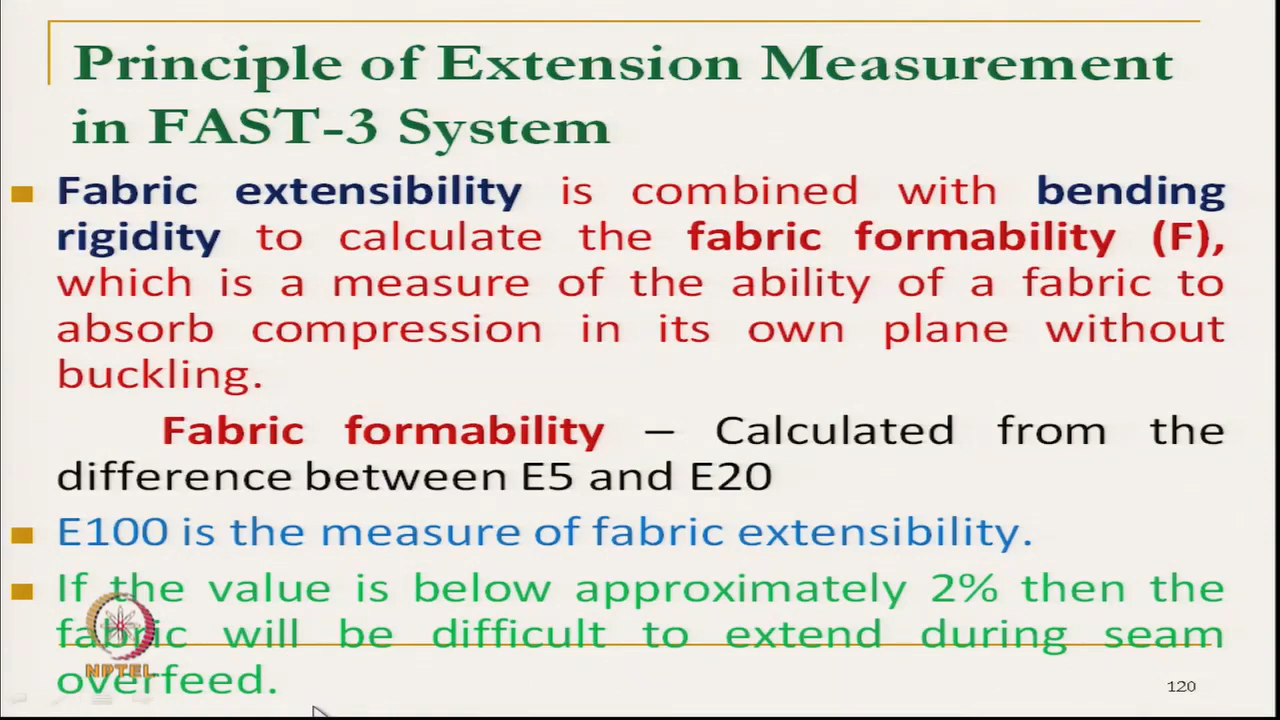 Principle of Extension Measurement
in FAST-3 System
Fabric extensibility is combined with bending
rigidity to calculate the fabric formability (F),
which is a measure of the ability of a fabric to
absorb compression in its own plane without
buckling.
Fabric formability – Calculated from the
difference between E5 and E20
E100 is the measure of fabric extensibility.
If the value is below approximately 2% then the
fabric will be difficult to extend during seam
overfeed.
NPTEL
120